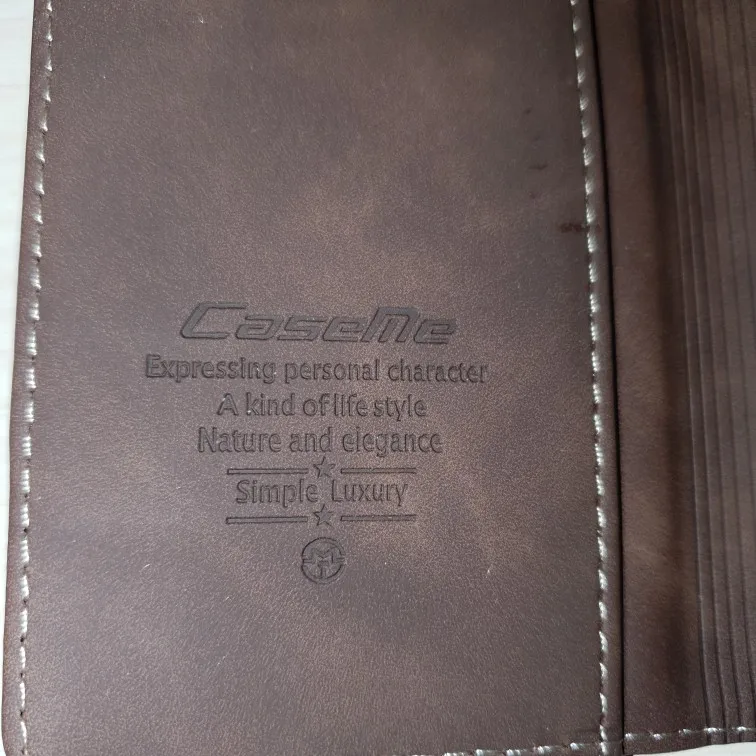 CaseMe
Expressing personal character
A kind of life style
Nature and elegance
Simple Luxury